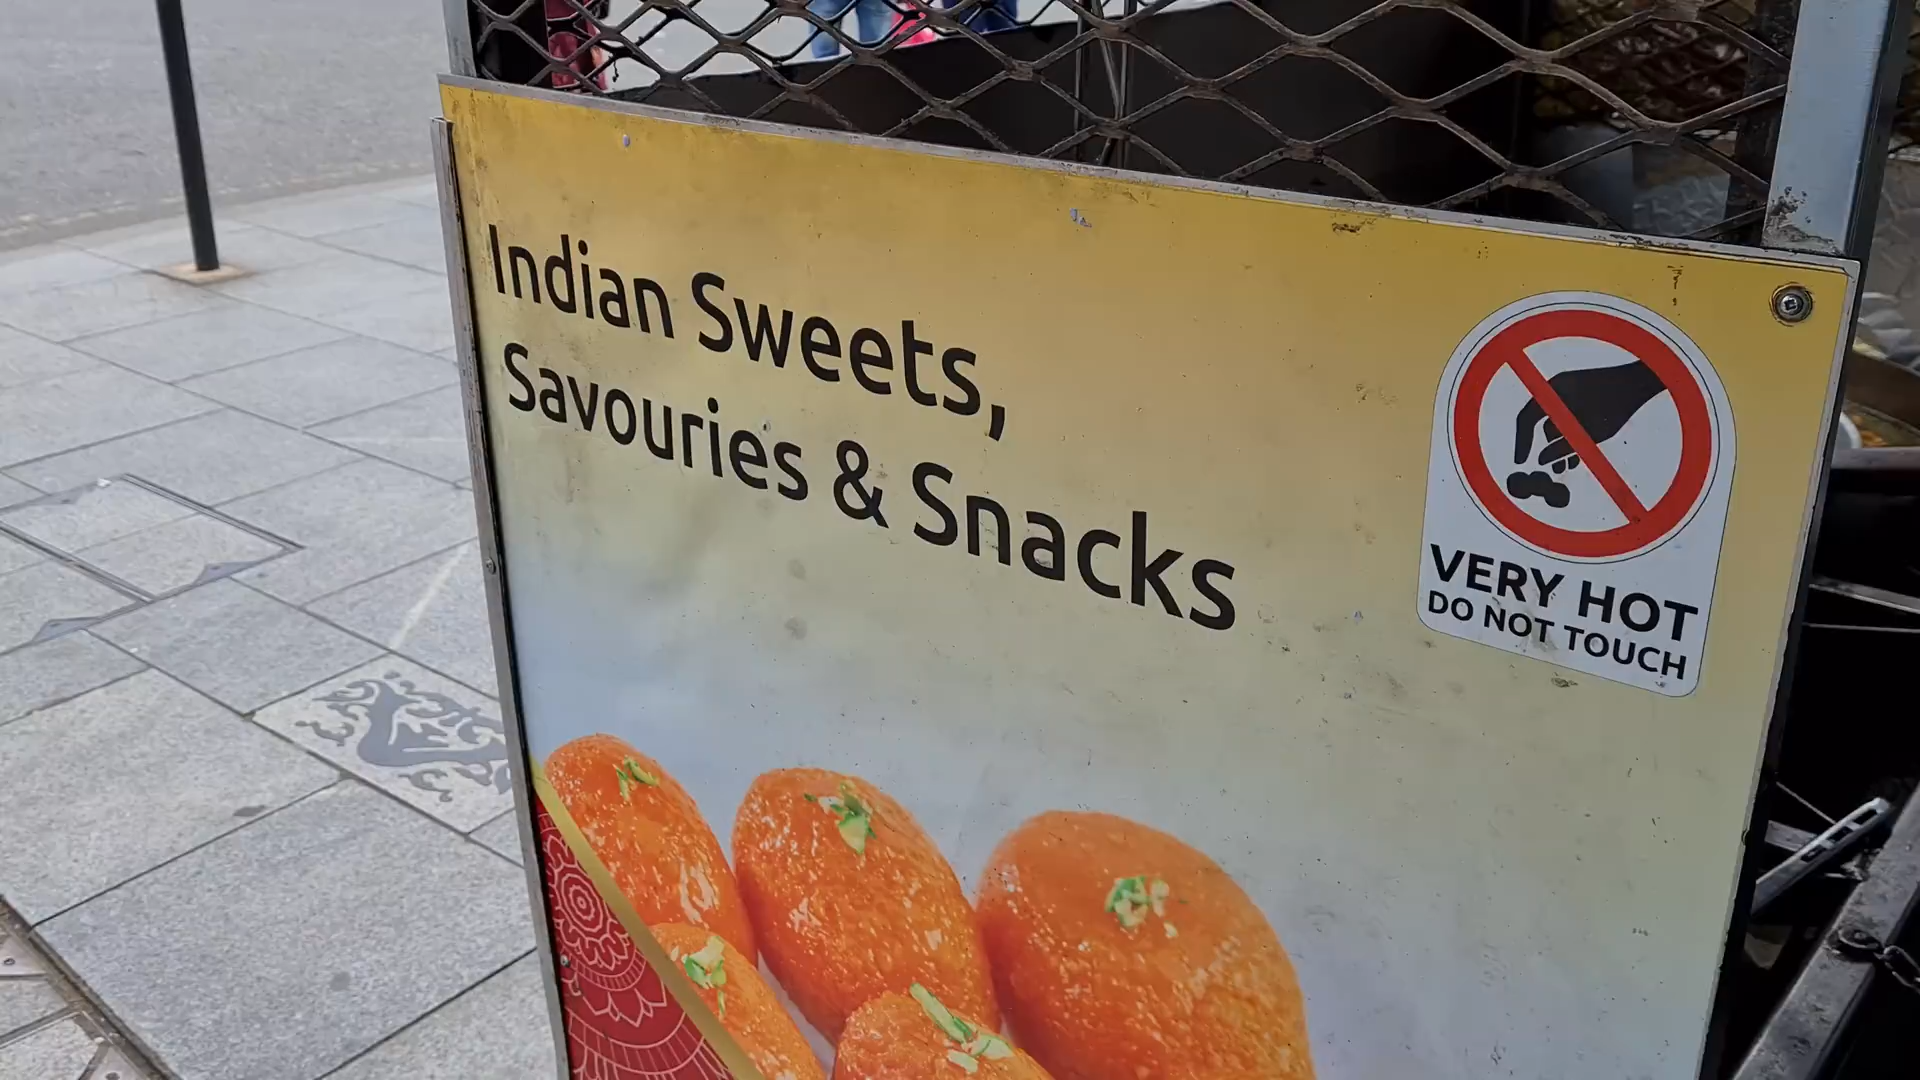 Indian Sweets,
Savouries & Snacks
VERY HOT
DO NOT TOUCH